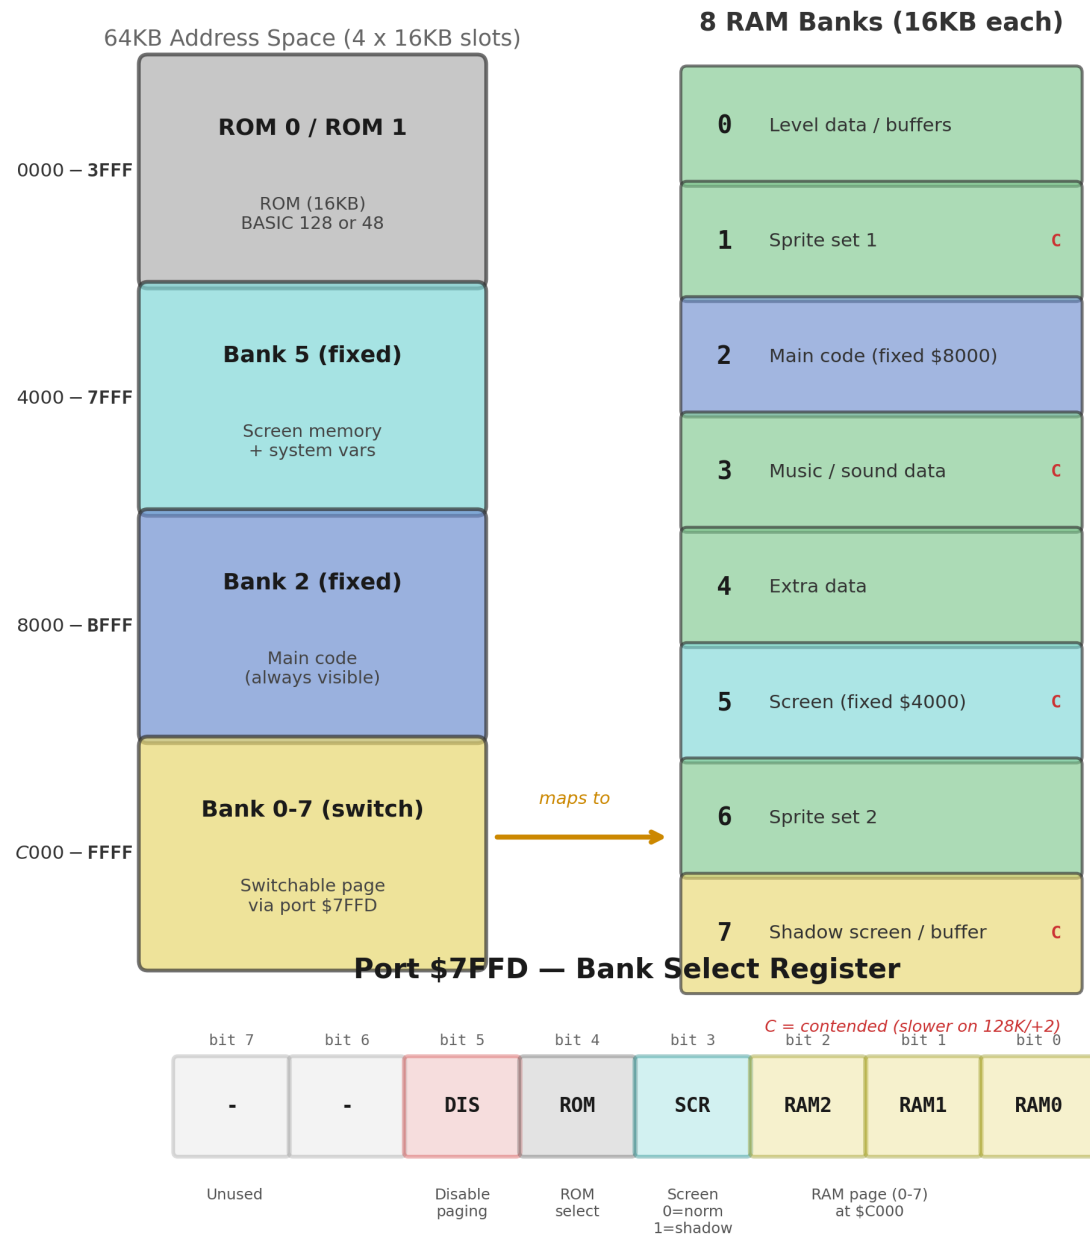 8 RAM Banks (16KB each)
64KB Address Space (4 x 16KB slots)
ROM 0 / ROM 1
0000 – 3FFF
ROM (16KB)
BASIC 128 or 48
Bank 5 (fixed)
4000 – 7FFF
Screen memory
+ system vars
Bank 2 (fixed)
8000 – BFFF
Main code
(always visible)
Bank 0-7 (switch)
C000 – FFFF
Switchable page
via port $7FFD
maps to
0 Level data / buffers
1 Sprite set 1 C
2 Main code (fixed $8000)
3 Music / sound data C
4 Extra data
5 Screen (fixed $4000) C
6 Sprite set 2
7 Shadow screen / buffer C
Port $7FFD — Bank Select Register
C = contended (slower on 128K/+2)
bit 7 bit 6 bit 5 bit 4 bit 3 bit 2 bit 1 bit 0
- - DIS ROM SCR RAM2 RAM1 RAM0
Unused
Disable
paging
ROM
select
Screen
0=norm
1=shadow
RAM page (0-7)
at $C000